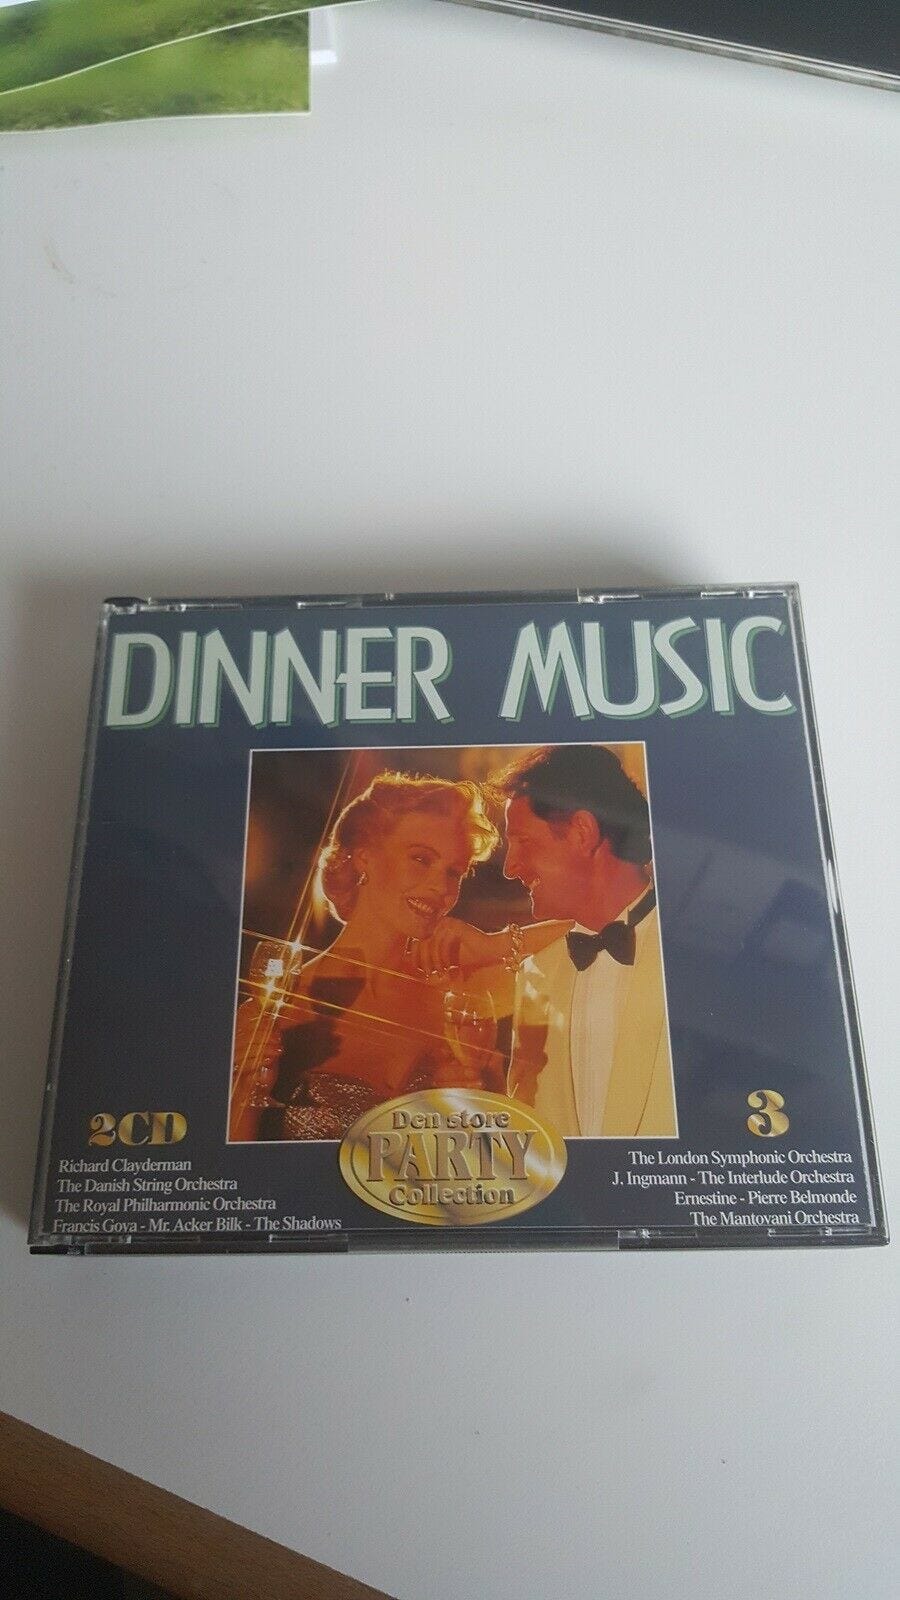 DINNER MUSIC
2CD
Richard Clayderman
The Danish String Orchestra
The Royal Philharmonic Orchestra
Francis Goya - Mr. Acker Bilk - The Shadows
Den store
PARTY
Collection
3
The London Symphonic Orchestra
J. Ingmann - The Interlude Orchestra
Ernestine - Pierre Belmonde
The Mantovani Orchestra